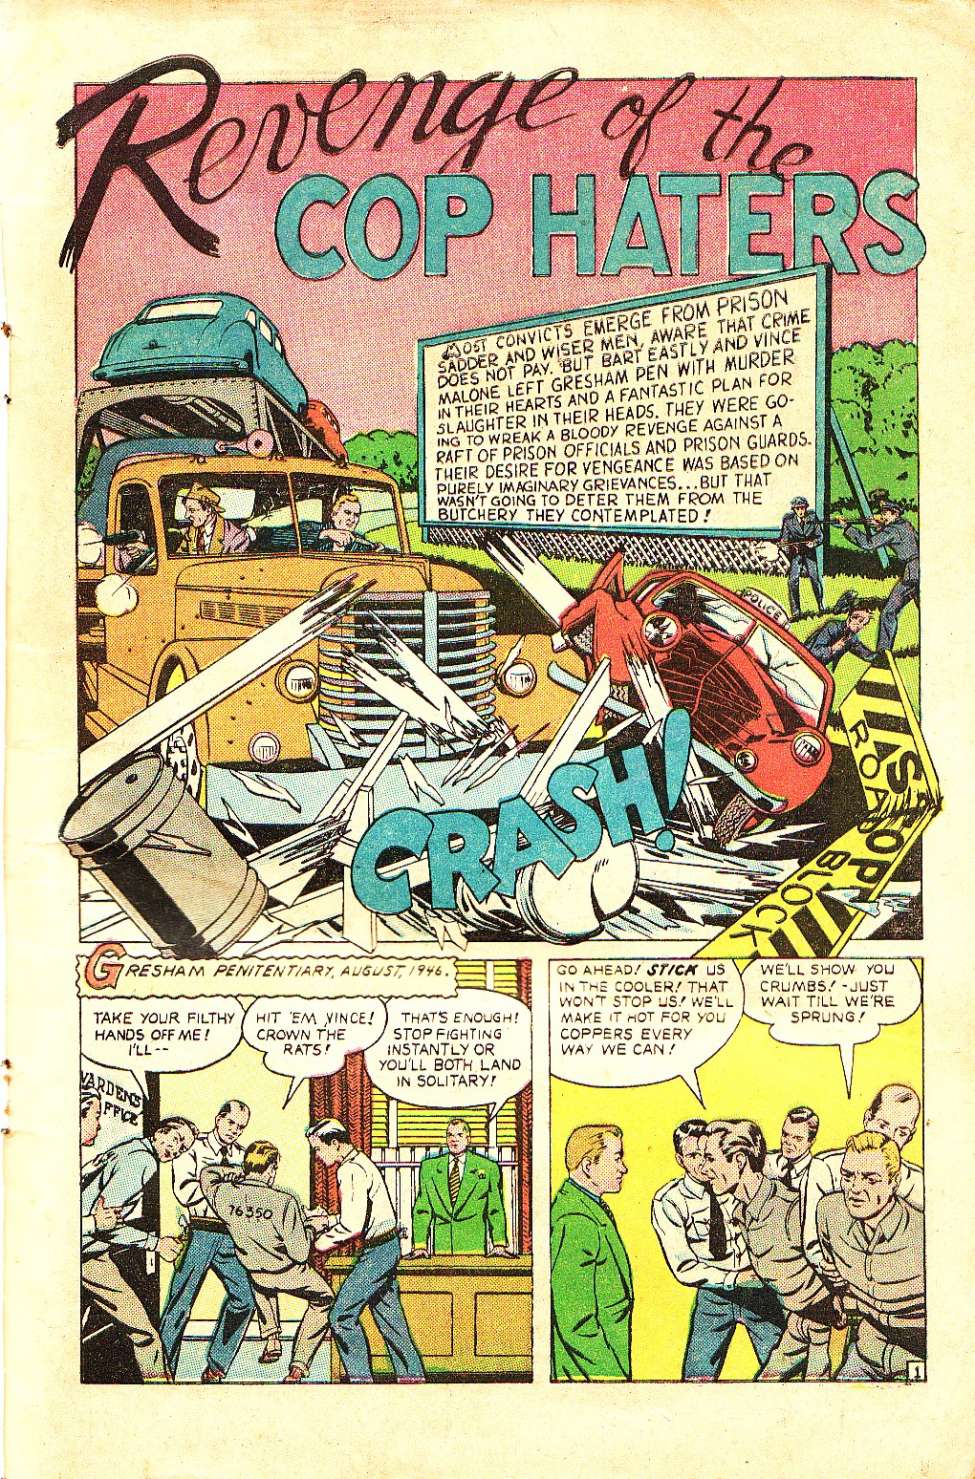 Revenge of the
COP HATERS
MOST CONVICTS EMERGE FROM PRISON
SADDER AND WISER MEN, AWARE THAT CRIME
DOES NOT PAY. BUT BART EASTLY AND VINCE
MALONE LEFT GRESHAM PEN WITH MURDER
IN THEIR HEARTS AND A FANTASTIC PLAN FOR
SLAUGHTER IN THEIR HEADS. THEY WERE GO-
ING TO WREAK A BLOODY REVENGE AGAINST A
RAFT OF PRISON OFFICIALS AND PRISON GUARDS.
THEIR DESIRE FOR VENGEANCE WAS BASED ON
PURELY IMAGINARY GRIEVANCES...BUT THAT
WASN'T GOING TO DETER THEM FROM THE
BUTCHERY THEY CONTEMPLATED!
POLICE
STOP!
ROAD
BLOCK
CRASH!
GRESHAM PENITENTIARY, AUGUST, 1946.
TAKE YOUR FILTHY
HANDS OFF ME!
I'LL--
HIT 'EM, VINCE!
CROWN THE
RATS!
THAT'S ENOUGH!
STOP FIGHTING
INSTANTLY OR
YOU'LL BOTH LAND
IN SOLITARY!
WARDEN'S
OFFICE
76350
GO AHEAD! STICK US
IN THE COOLER! THAT
WON'T STOP US! WE'LL
MAKE IT HOT FOR YOU
COPPERS EVERY
WAY WE CAN!
WE'LL SHOW YOU
CRUMBS! -JUST
WAIT TILL WE'RE
SPRUNG!
1